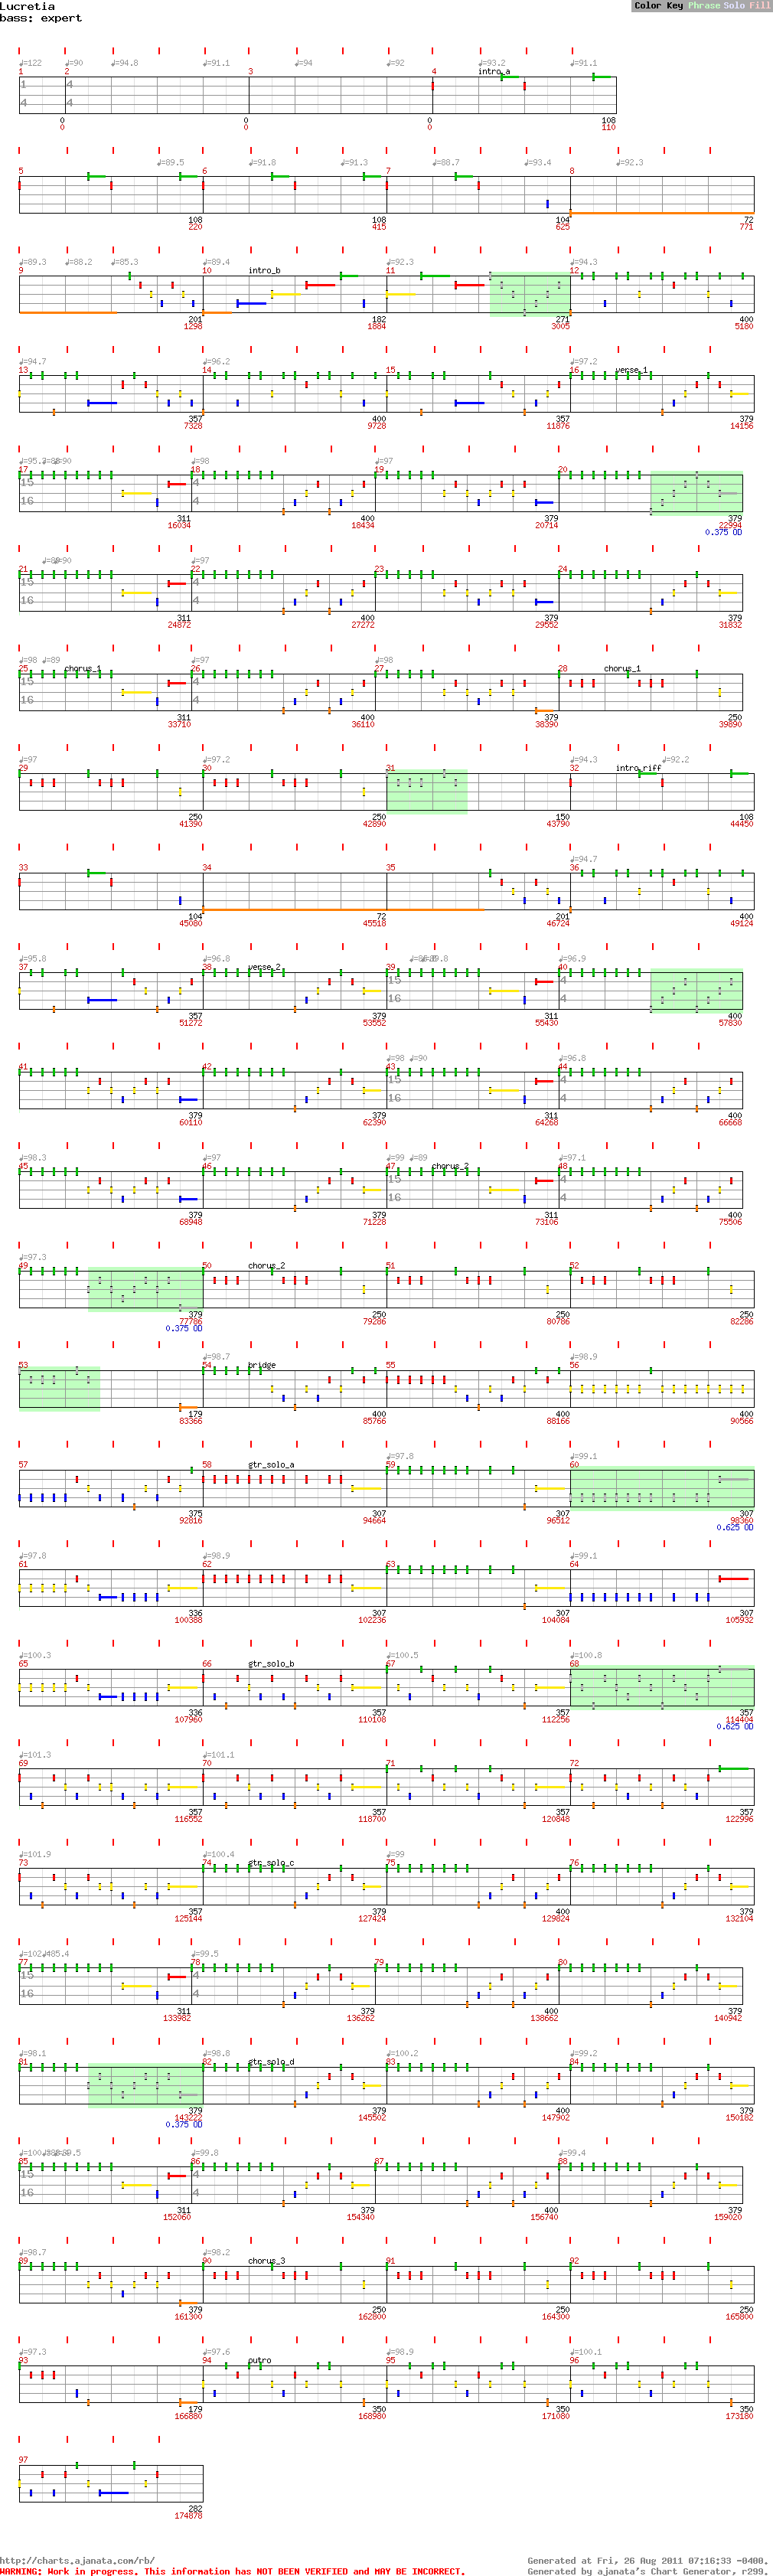 Lucretia
Color Key Phrase Solo Fill
bass: expert
♩=122 ♩=90 ♩=94.8 ♩=91.1 ♩=94 ♩=92 ♩=93.2 ♩=91.1
1 2 3 4 intro_a
0 0 0 108
0 0 0 110
♩=89.5 ♩=91.8 ♩=91.3 ♩=88.7 ♩=93.4 ♩=92.3
5 6 7 8
108 108 104 72
220 415 625 771
♩=89.3 ♩=88.2 ♩=85.3 ♩=89.4 ♩=92.3 ♩=94.3
9 10 intro_b 11 12
201 182 271 400
1298 1884 3005 5180
♩=94.7 ♩=96.2 ♩=97.2
13 14 15 16 verse_1
357 400 357 379
7328 9728 11876 14156
♩=98 ♩=97
17 18 19 20
311 400 379 379
16034 18434 20714 22994
0.375 OD
♩=97
21 22 23 24
311 400 379 379
24872 27272 29552 31832
♩=98 ♩=89 ♩=97 ♩=98
25 chorus_1 26 27 28 chorus_1
311 400 379 250
33710 36110 38390 39890
♩=97 ♩=97.2 ♩=94.3 ♩=92.2
29 30 31 32 intro_riff
250 250 150 108
41390 42890 43790 44450
♩=94.7
33 34 35 36
104 72 201 400
45080 45518 46724 49124
♩=95.8 ♩=96.8 ♩=96.9
37 38 verse_2 39 40
357 379 311 400
51272 53552 55430 57830
♩=98 ♩=90 ♩=96.8
41 42 43 44
379 379 311 400
60110 62390 64268 66668
♩=98.3 ♩=97 ♩=99 ♩=89 ♩=97.1
45 46 47 chorus_2 48
379 379 311 400
68948 71228 73106 75506
♩=97.3
49 50 chorus_2 51 52
379 250 250 250
77786 79286 80786 82286
0.375 OD
♩=98.7 ♩=98.9
53 54 bridge 55 56
179 400 400 400
83366 85766 88166 90566
♩=97.8 ♩=99.1
57 58 gtr_solo_a 59 60
375 307 307 307
92816 94664 96512 98360
0.625 OD
♩=97.8 ♩=98.9 ♩=99.1
61 62 63 64
336 307 307 307
100388 102236 104084 105932
♩=100.3 ♩=100.5 ♩=100.8
65 66 gtr_solo_b 67 68
336 357 357 357
107960 110108 112256 114404
0.625 OD
♩=101.3 ♩=101.1
69 70 71 72
357 357 357 357
116552 118700 120848 122996
♩=101.9 ♩=100.4 ♩=99
73 74 gtr_solo_c 75 76
357 379 400 379
125144 127424 129824 132104
♩=99.5
77 78 79 80
311 379 400 379
133982 136262 138662 140942
♩=98.1 ♩=98.8 ♩=100.2 ♩=99.2
81 82 gtr_solo_d 83 84
379 379 400 379
143222 145502 147902 150182
0.375 OD
♩=99.8 ♩=99.4
85 86 87 88
311 379 400 379
152060 154340 156740 159020
♩=98.7 ♩=98.2
89 90 chorus_3 91 92
379 250 250 250
161300 162800 164300 165800
♩=97.3 ♩=97.6 ♩=98.9 ♩=100.1
93 94 outro 95 96
179 350 350 350
166880 168980 171080 173180
97
282
174878
http://charts.ajanata.com/rb/
Generated at Fri, 26 Aug 2011 07:16:33 -0400.
WARNING: Work in progress. This information has NOT BEEN VERIFIED and MAY BE INCORRECT.
Generated by ajanata's Chart Generator, r299.